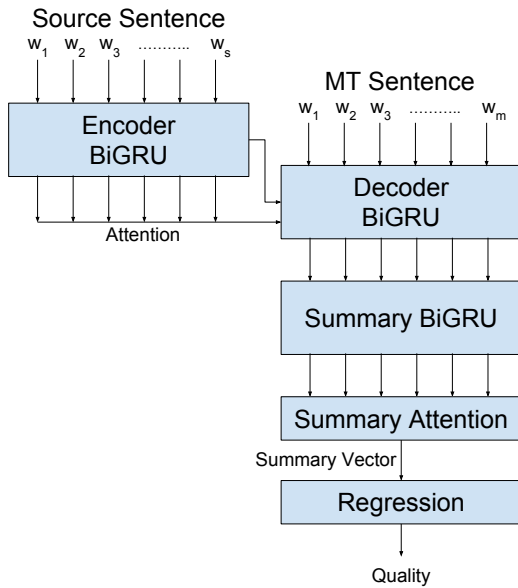 Source Sentence
w1 w2 w3 ........... ws
Encoder
BiGRU
Attention
MT Sentence
w1 w2 w3 ........... wm
Decoder
BiGRU
Summary BiGRU
Summary Attention
Summary Vector
Regression
Quality